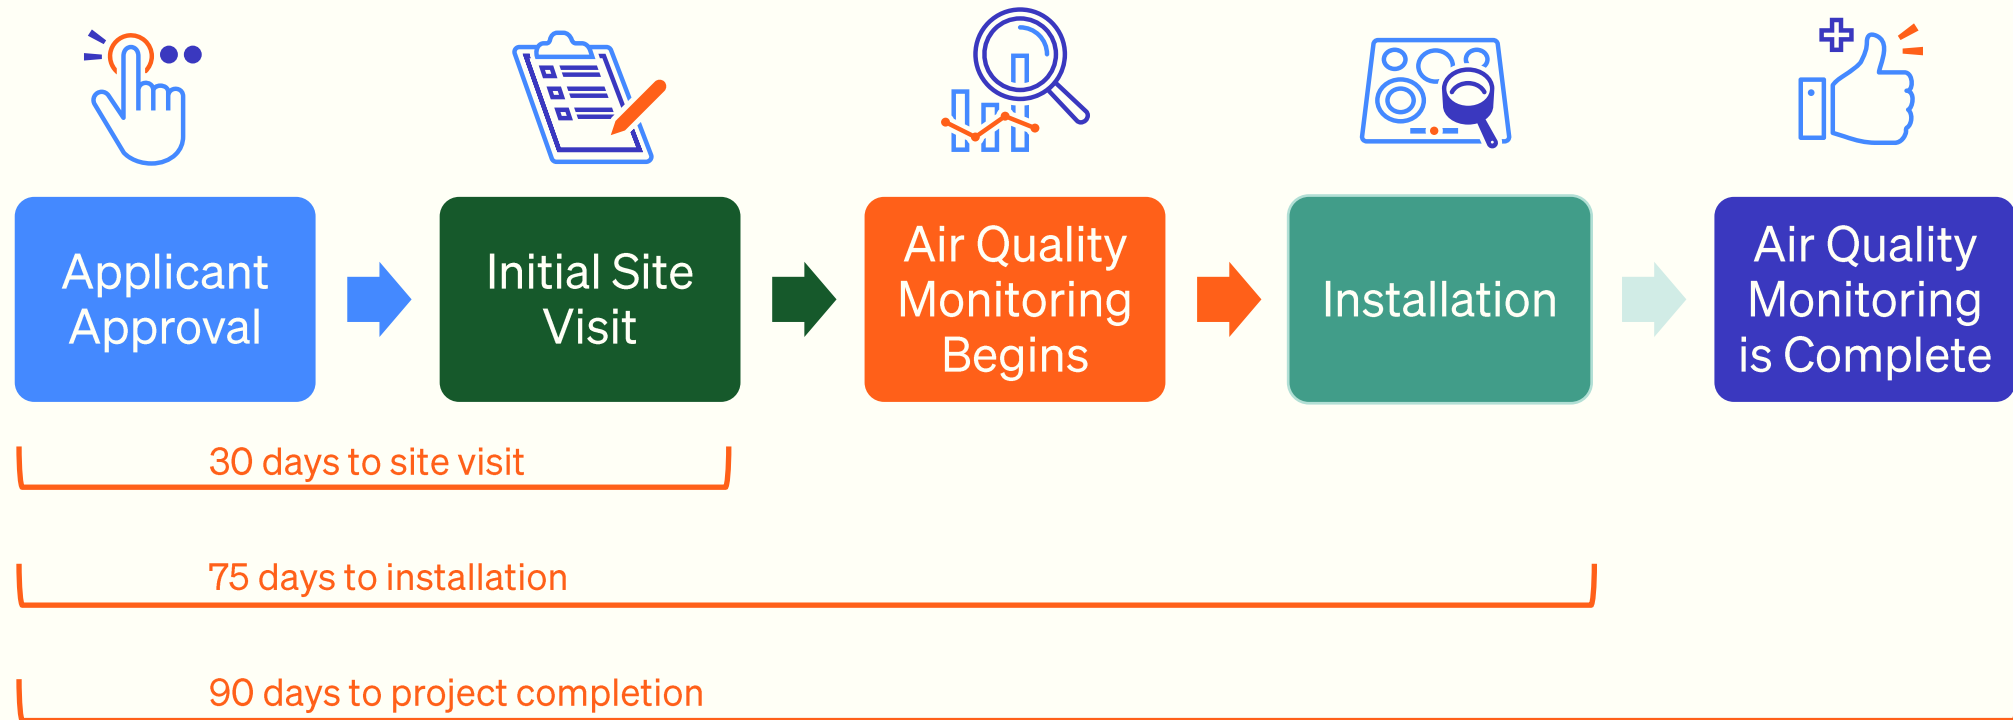 Applicant
Approval
Initial Site
Visit
Air Quality
Monitoring
Begins
Installation
Air Quality
Monitoring
is Complete
30 days to site visit
75 days to installation
90 days to project completion